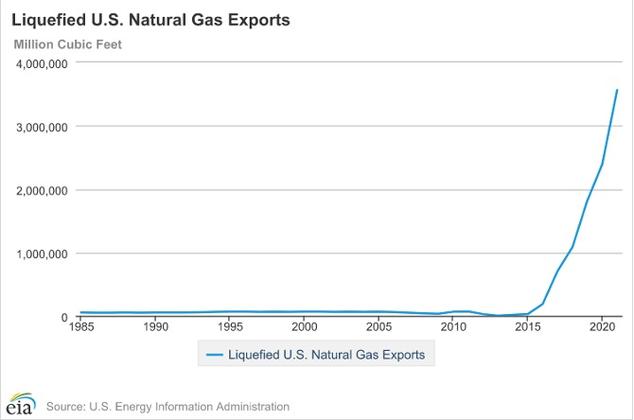 Liquefied U.S. Natural Gas Exports
Million Cubic Feet
4,000,000
3,000,000
2,000,000
1,000,000
0
1985 1990 1995 2000 2005 2010 2015 2020
Liquefied U.S. Natural Gas Exports
eia Source: U.S. Energy Information Administration